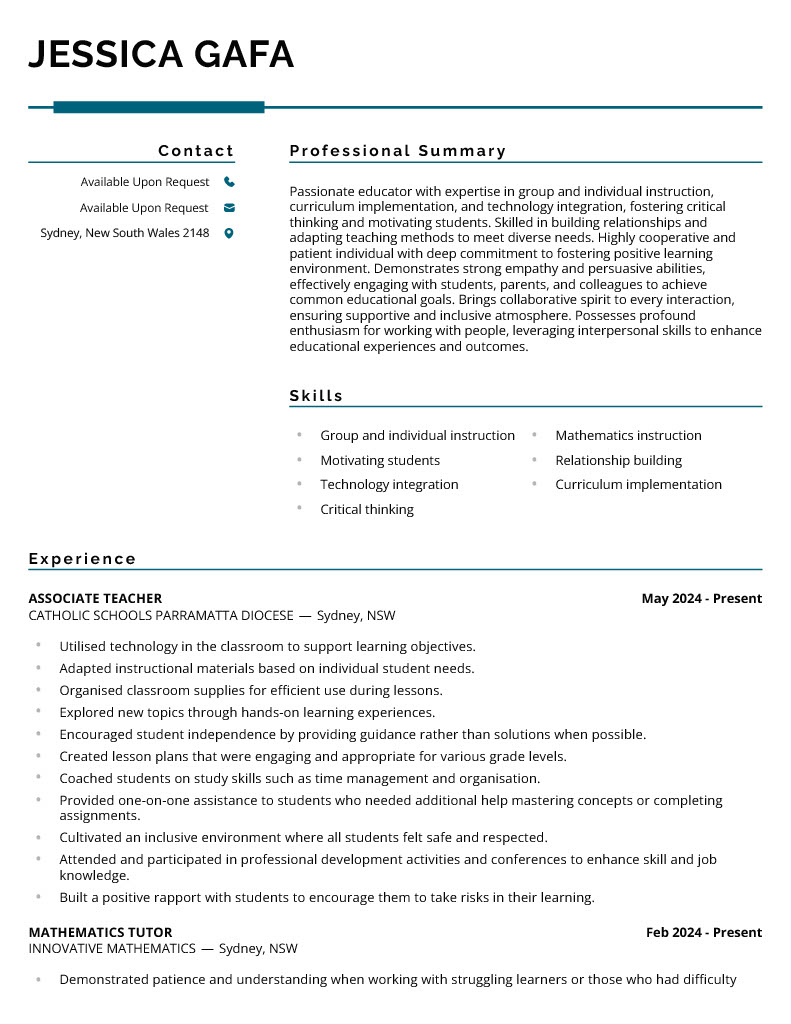 JESSICA GAFA
Contact
Available Upon Request
Available Upon Request
Sydney, New South Wales 2148
Professional Summary
Passionate educator with expertise in group and individual instruction,
curriculum implementation, and technology integration, fostering critical
thinking and motivating students. Skilled in building relationships and
adapting teaching methods to meet diverse needs. Highly cooperative and
patient individual with deep commitment to fostering positive learning
environment. Demonstrates strong empathy and persuasive abilities,
effectively engaging with students, parents, and colleagues to achieve
common educational goals. Brings collaborative spirit to every interaction,
ensuring supportive and inclusive atmosphere. Possesses profound
enthusiasm for working with people, leveraging interpersonal skills to enhance
educational experiences and outcomes.
Skills
• Group and individual instruction
• Motivating students
• Technology integration
• Critical thinking
• Mathematics instruction
• Relationship building
• Curriculum implementation
Experience
ASSOCIATE TEACHER May 2024 - Present
CATHOLIC SCHOOLS PARRAMATTA DIOCESE — Sydney, NSW
• Utilised technology in the classroom to support learning objectives.
• Adapted instructional materials based on individual student needs.
• Organised classroom supplies for efficient use during lessons.
• Explored new topics through hands-on learning experiences.
• Encouraged student independence by providing guidance rather than solutions when possible.
• Created lesson plans that were engaging and appropriate for various grade levels.
• Coached students on study skills such as time management and organisation.
• Provided one-on-one assistance to students who needed additional help mastering concepts or completing
assignments.
• Cultivated an inclusive environment where all students felt safe and respected.
• Attended and participated in professional development activities and conferences to enhance skill and job
knowledge.
• Built a positive rapport with students to encourage them to take risks in their learning.
MATHEMATICS TUTOR Feb 2024 - Present
INNOVATIVE MATHEMATICS — Sydney, NSW
• Demonstrated patience and understanding when working with struggling learners or those who had difficulty